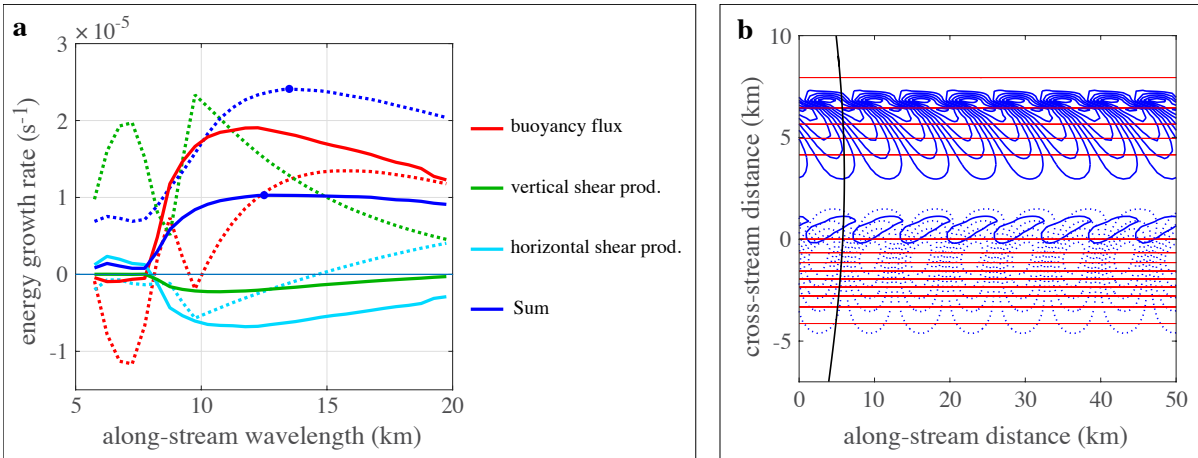 a
× 10^-5
3
2
1
0
-1
5
10
15
20
energy growth rate (s^-1)
along-stream wavelength (km)
buoyancy flux
vertical shear prod.
horizontal shear prod.
Sum
b
10
5
0
-5
0
10
20
30
40
50
cross-stream distance (km)
along-stream distance (km)